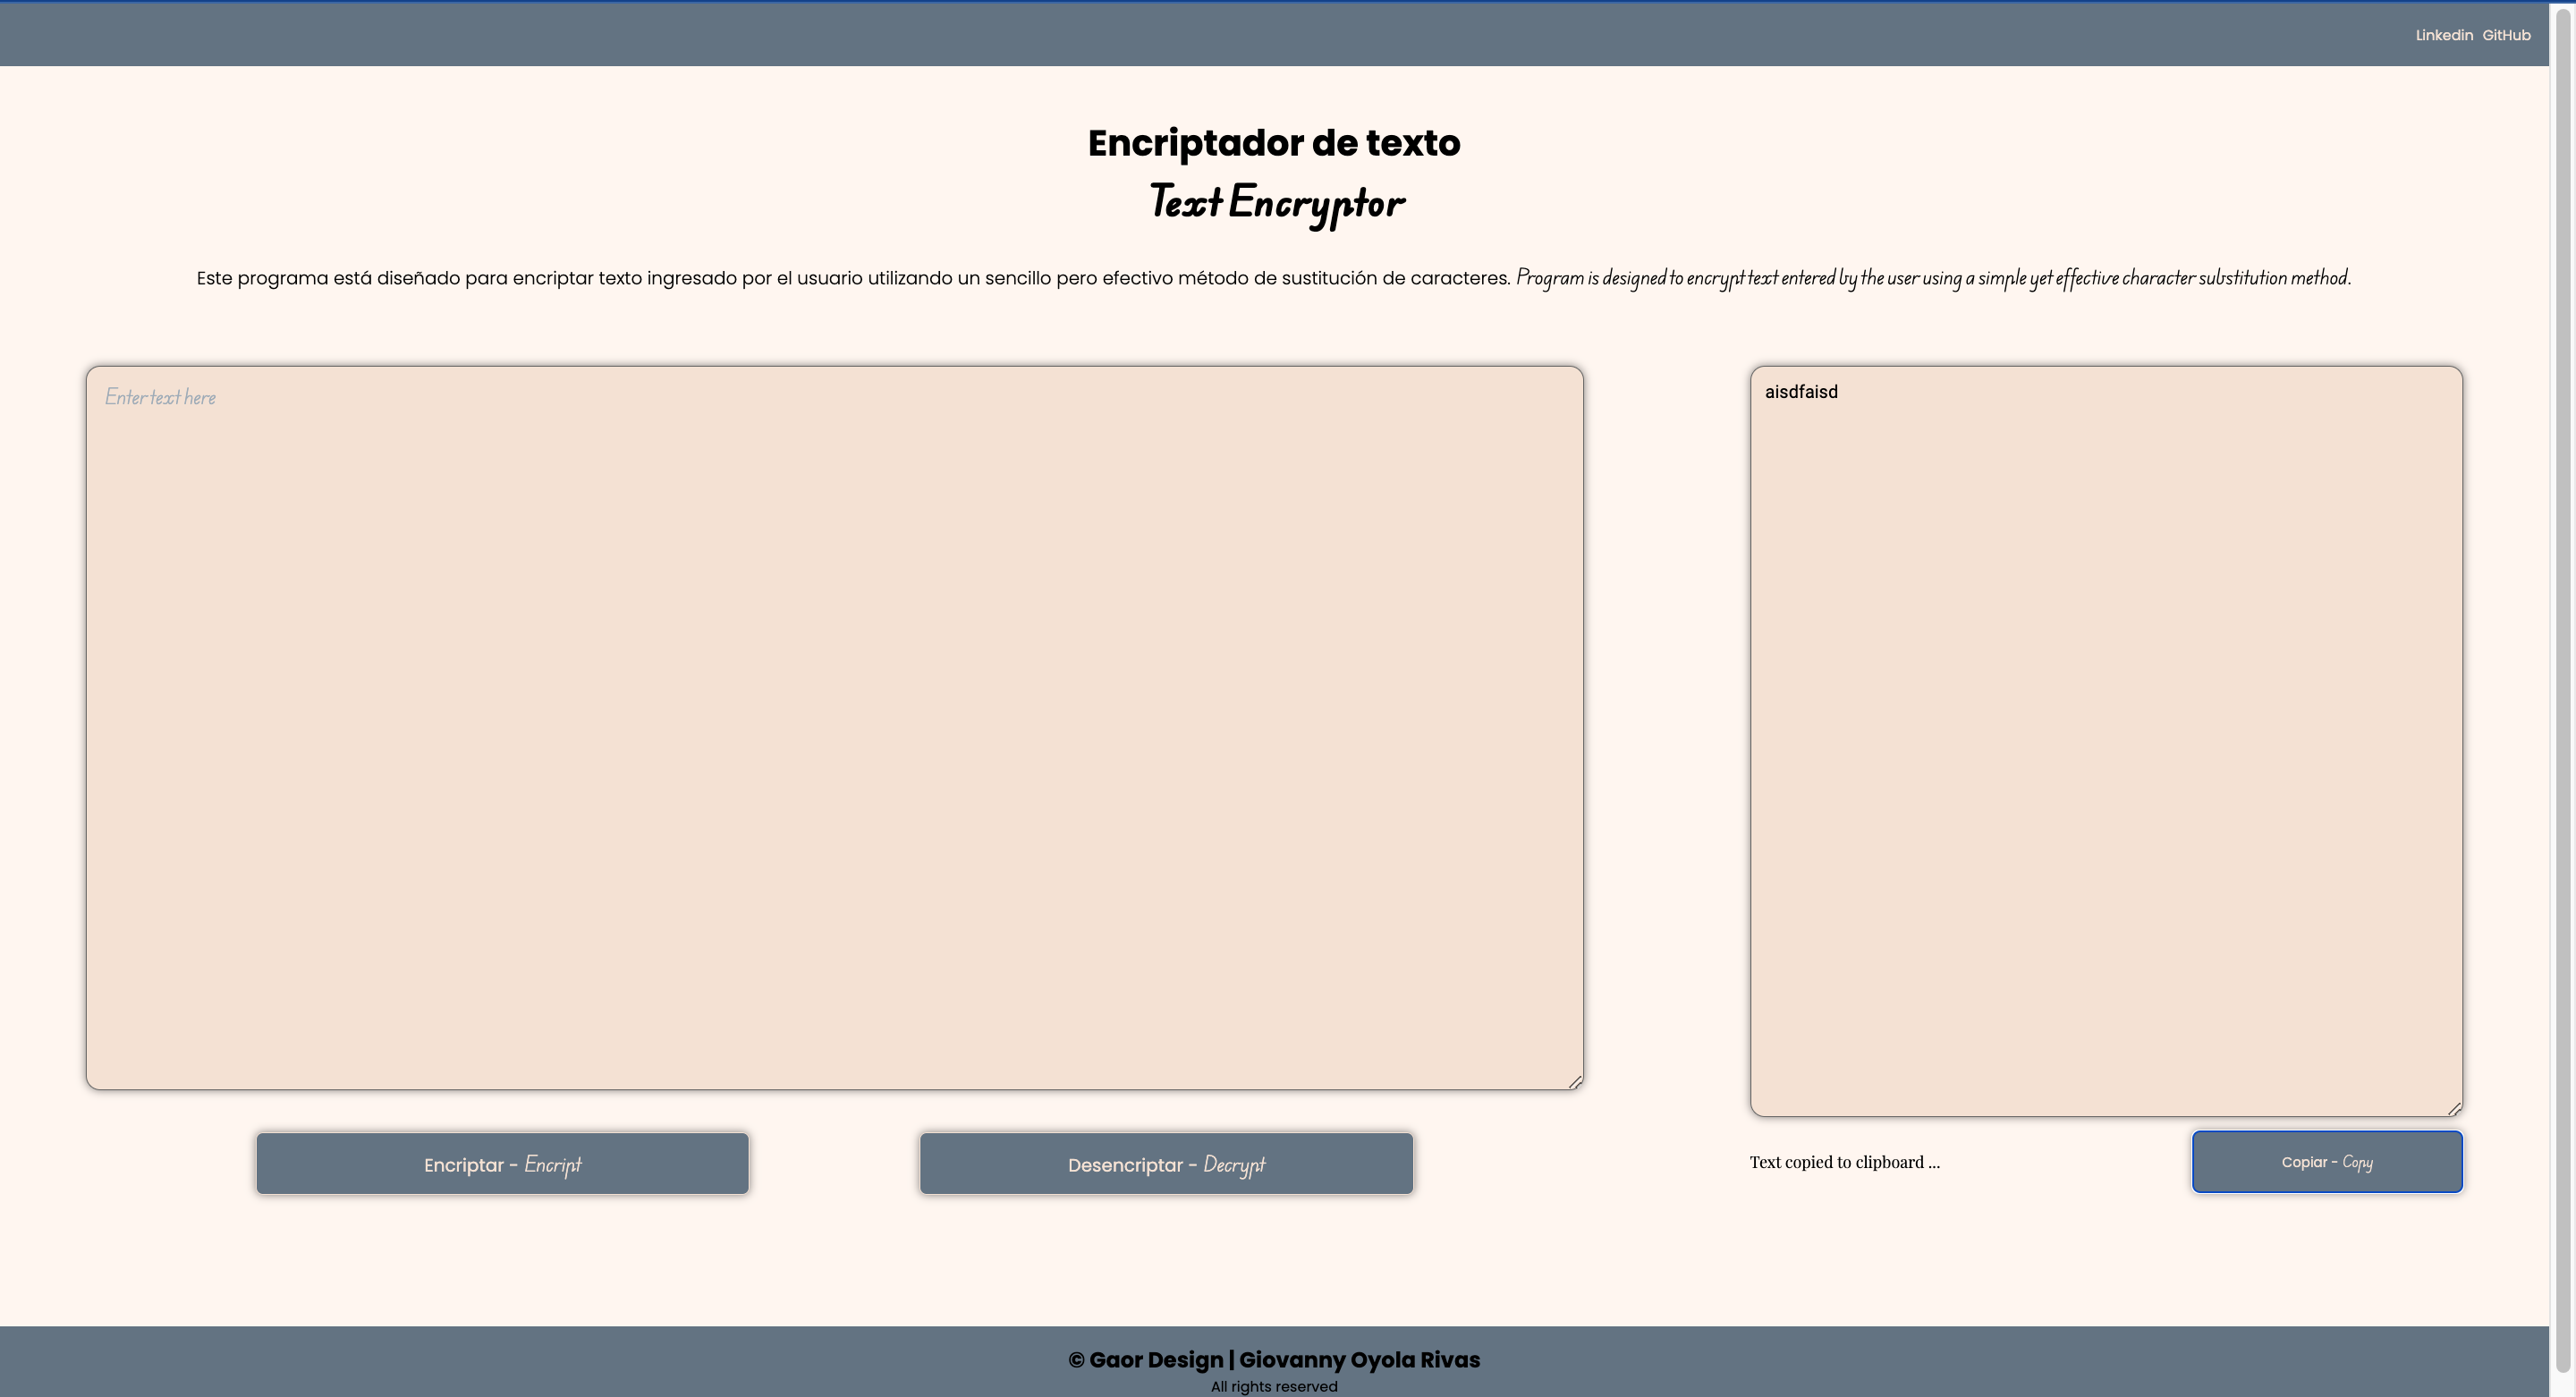 Linkedin GitHub
Encriptador de texto
Text Encryptor
Este programa está diseñado para encriptar texto ingresado por el usuario utilizando un sencillo pero efectivo método de sustitución de caracteres. Program is designed to encrypt text entered by the user using a simple yet effective character substitution method.
Enter text here
aisdfaisd
Encriptar - Encript
Desencriptar - Decrypt
Text copied to clipboard ...
Copiar - Copy
© Gaor Design | Giovanny Oyola Rivas
All rights reserved